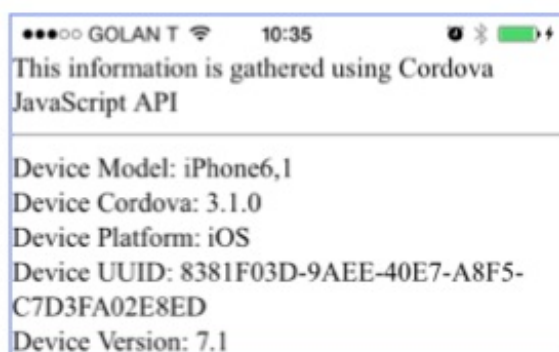 GOLAN T 10:35
This information is gathered using Cordova
JavaScript API
Device Model: iPhone6,1
Device Cordova: 3.1.0
Device Platform: iOS
Device UUID: 8381F03D-9AEE-40E7-A8F5-
C7D3FA02E8ED
Device Version: 7.1